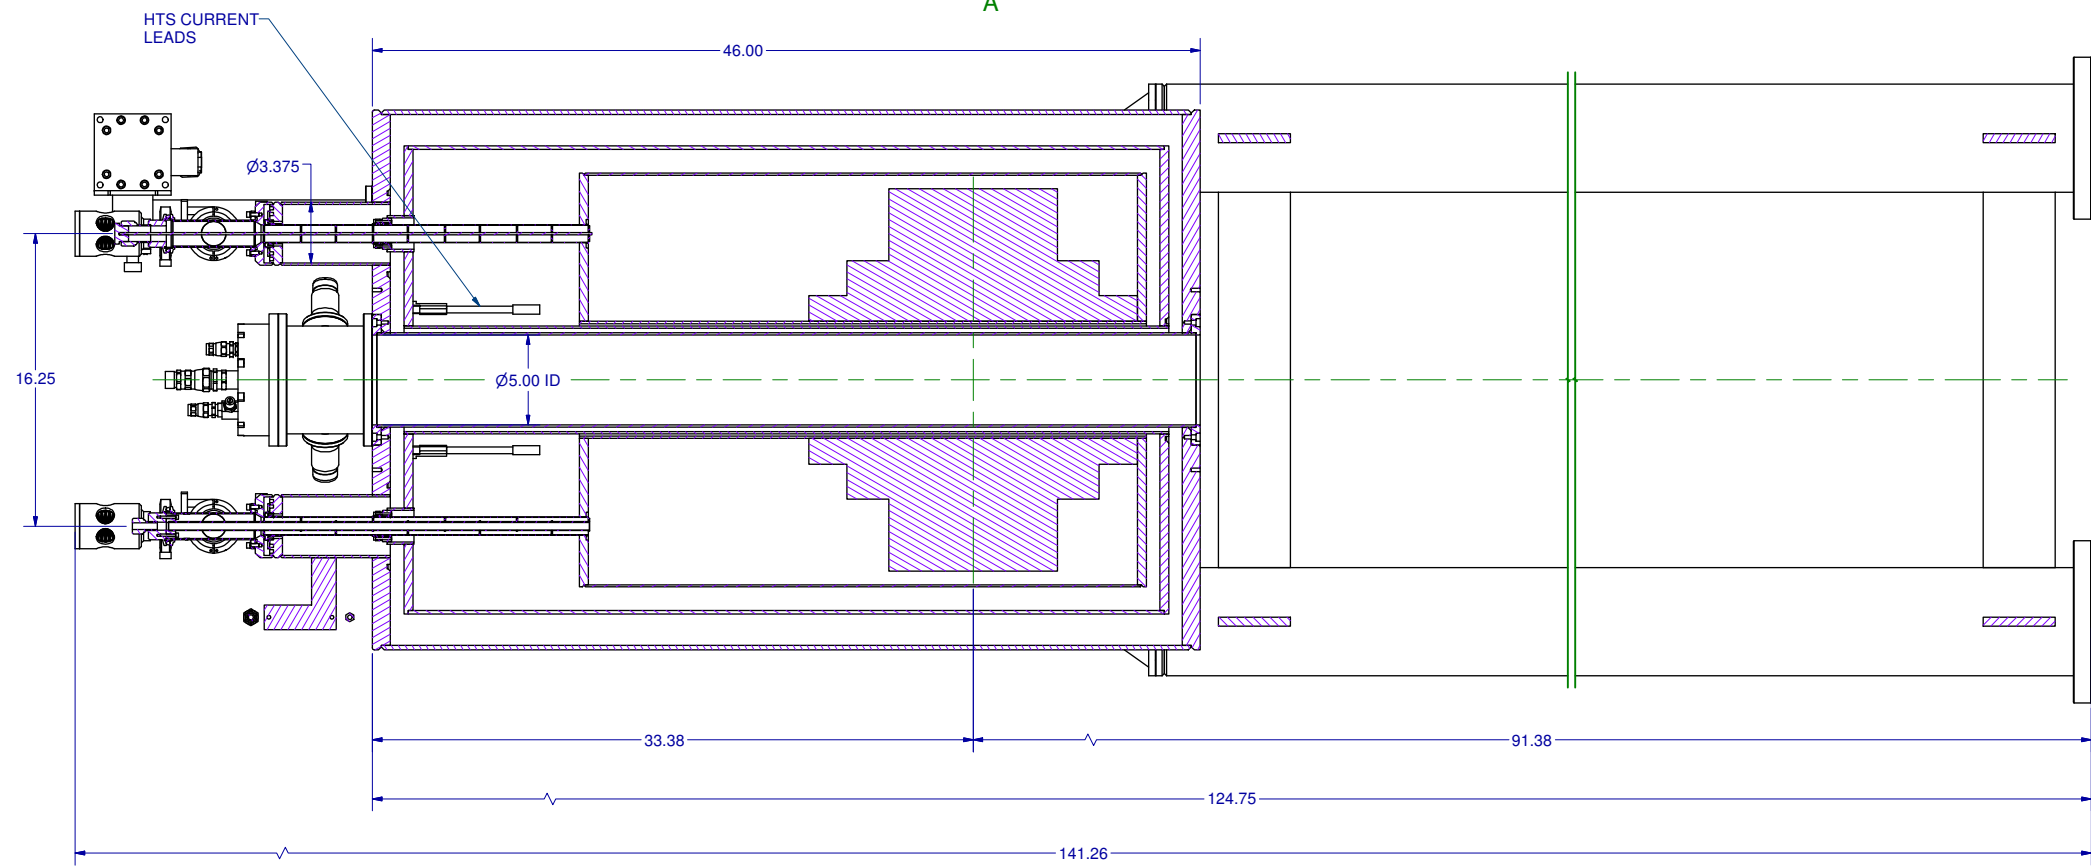 A
HTS CURRENT
LEADS
46.00
Ø3.375
16.25
Ø5.00 ID
33.38
91.38
124.75
141.26